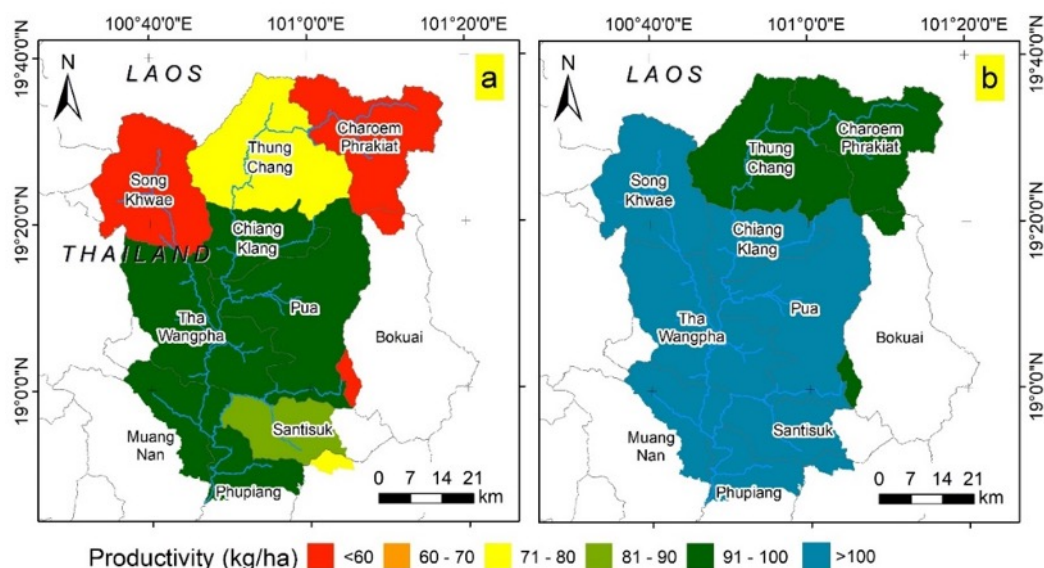 100°40'0"E 101°0'0"E 101°20'0"E
100°40'0"E 101°0'0"E 101°20'0"E
19°40'0"N
19°20'0"N
19°0'0"N
N
LAOS
a
Charoem
Phrakiat
Thung
Chang
Song
Khwae
Chiang
Klang
THAILAND
Pua
Tha
Wangpha
Bokuai
Santisuk
Muang
Nan
Phupiang
0 7 14 21
km
N
LAOS
b
Charoem
Phrakiat
Thung
Chang
Song
Khwae
Chiang
Klang
Pua
Tha
Wangpha
Bokuai
Santisuk
Muang
Nan
Phupiang
0 7 14 21
km
19°40'0"N
19°20'0"N
19°0'0"N
Productivity (kg/ha) <60 60 - 70 71 - 80 81 - 90 91 - 100 >100